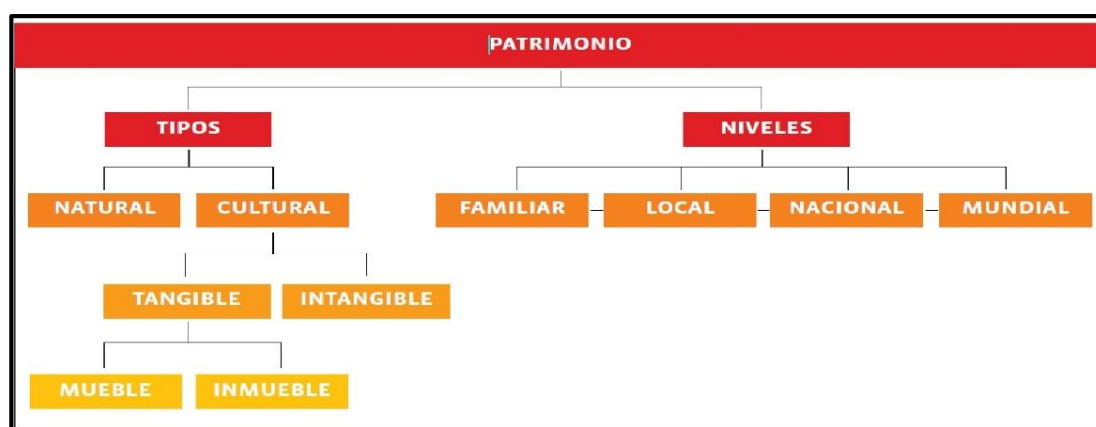 PATRIMONIO
TIPOS NIVELES
NATURAL CULTURAL FAMILIAR LOCAL NACIONAL MUNDIAL
TANGIBLE INTANGIBLE
MUEBLE INMUEBLE